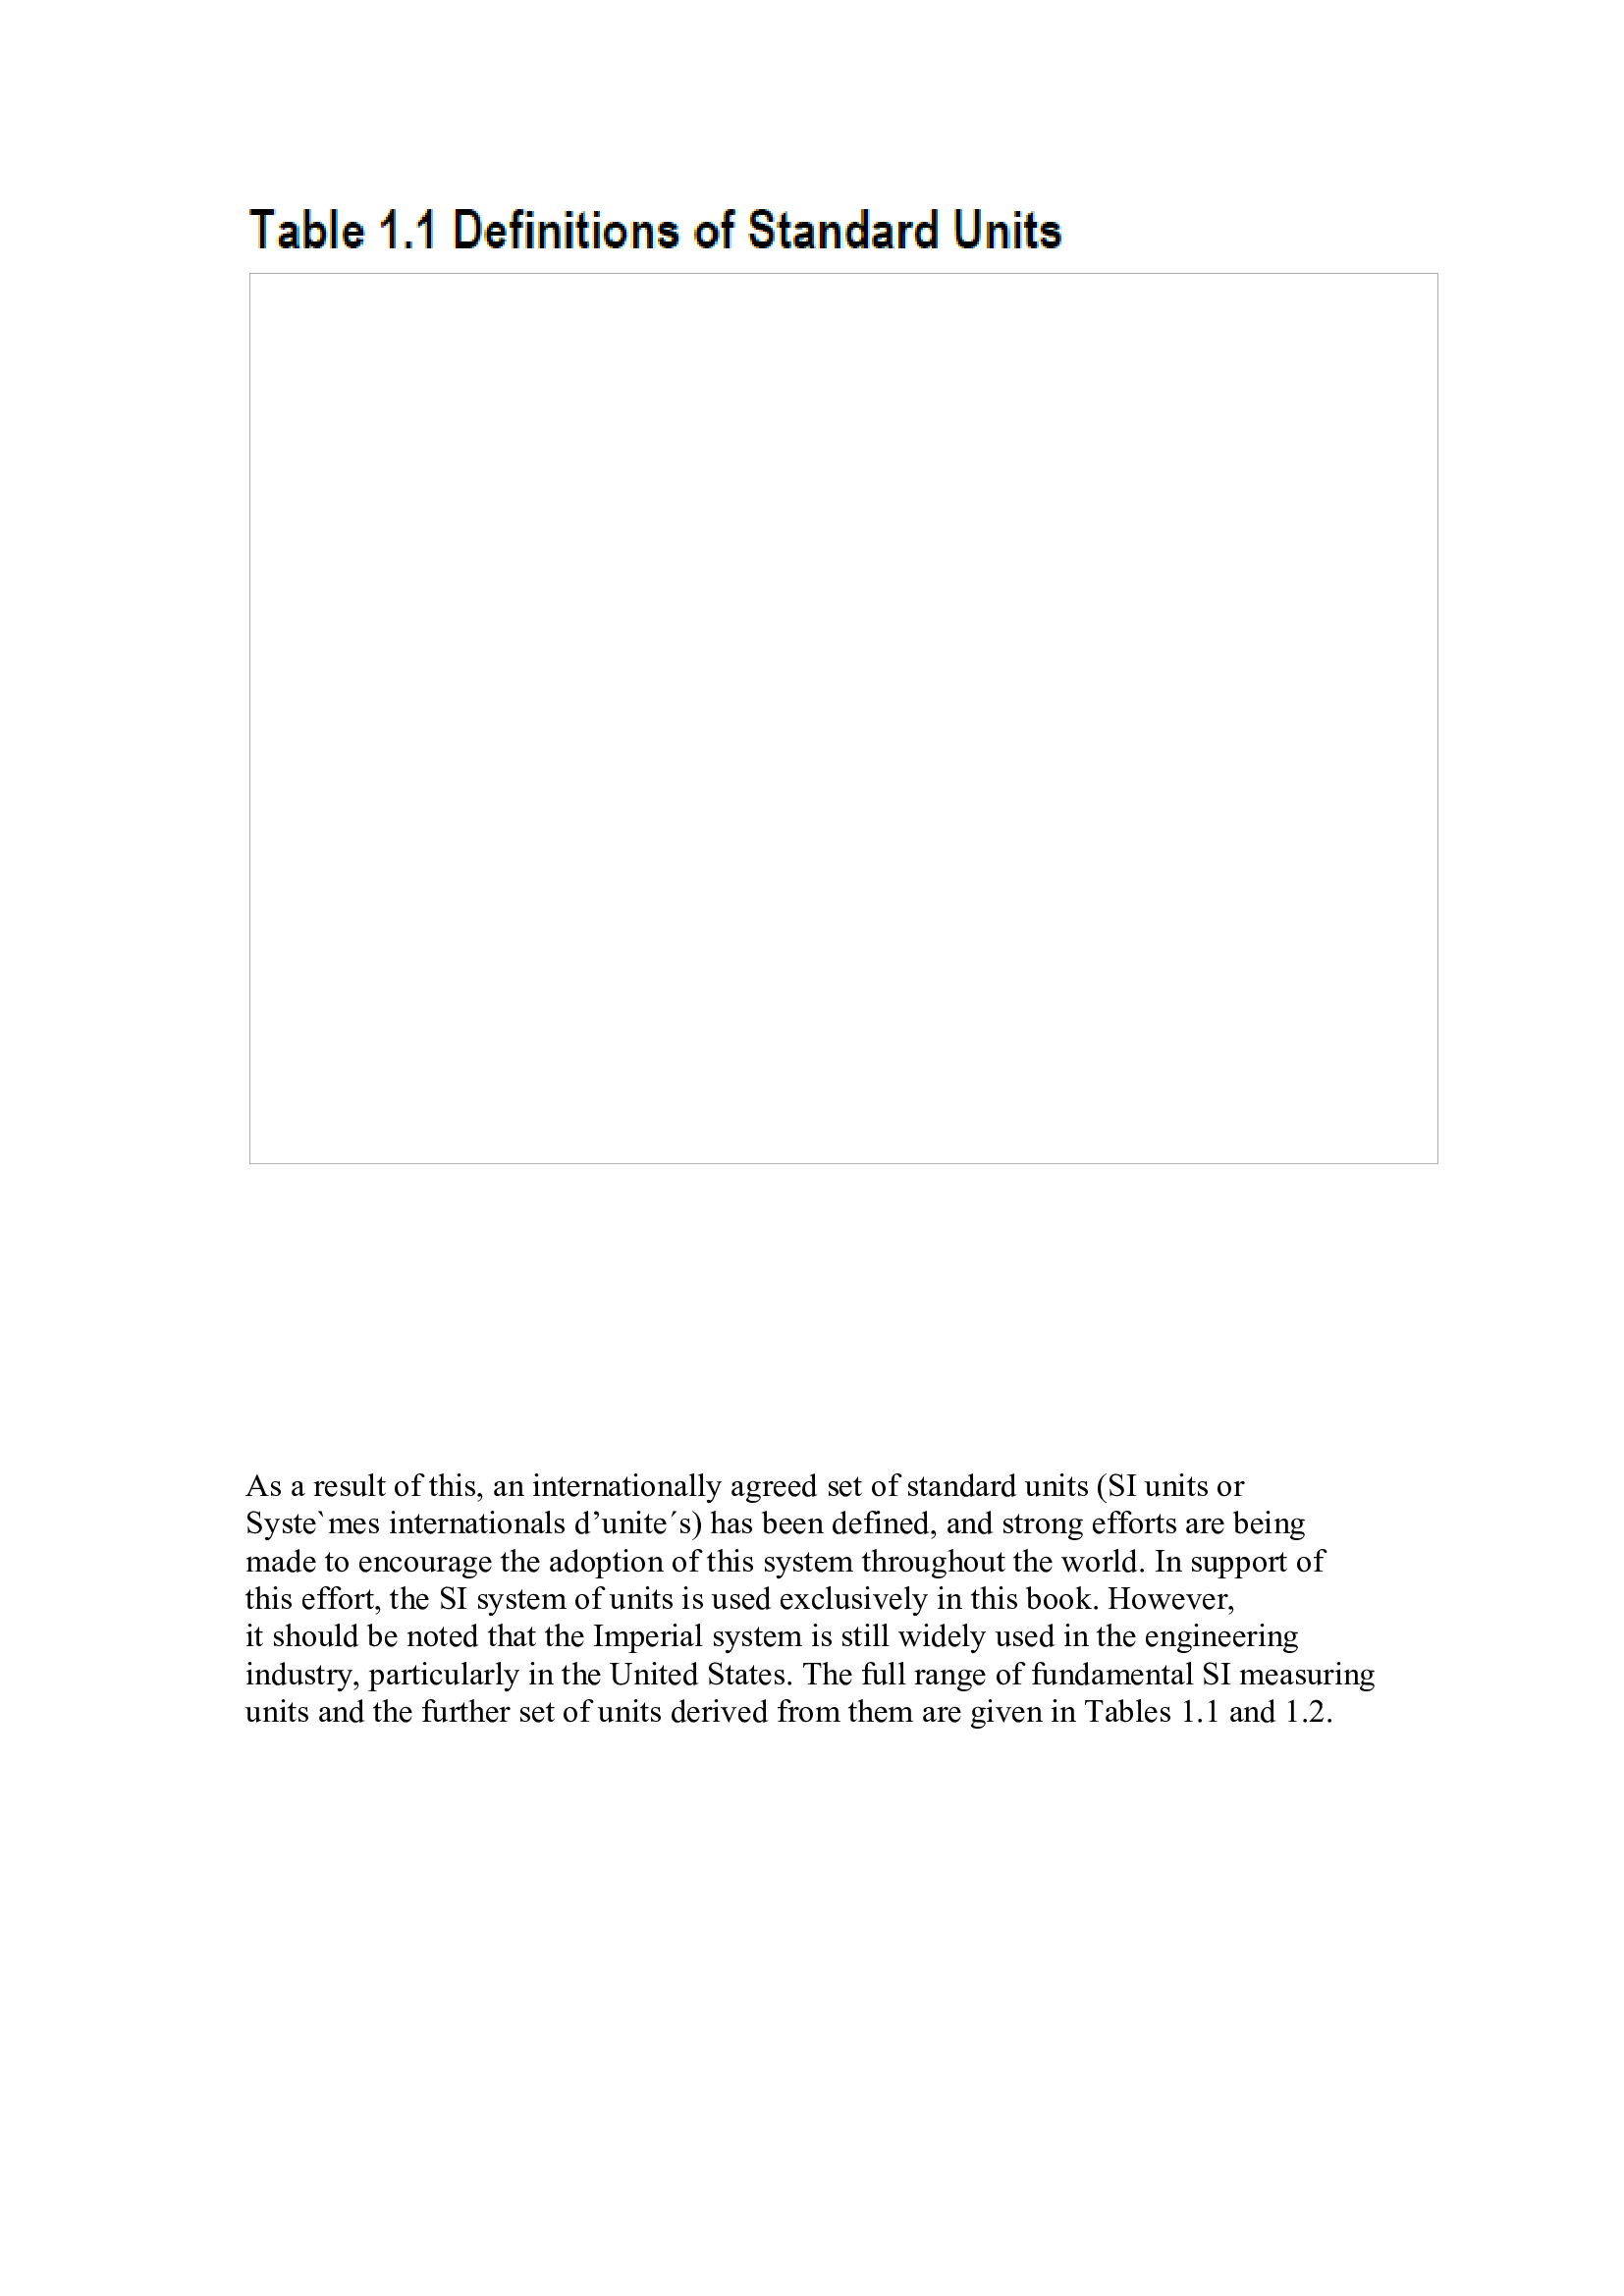 Table 1.1 Definitions of Standard Units
As a result of this, an internationally agreed set of standard units (SI units or
Syste`mes internationals d’unite´s) has been defined, and strong efforts are being
made to encourage the adoption of this system throughout the world. In support of
this effort, the SI system of units is used exclusively in this book. However,
it should be noted that the Imperial system is still widely used in the engineering
industry, particularly in the United States. The full range of fundamental SI measuring
units and the further set of units derived from them are given in Tables 1.1 and 1.2.